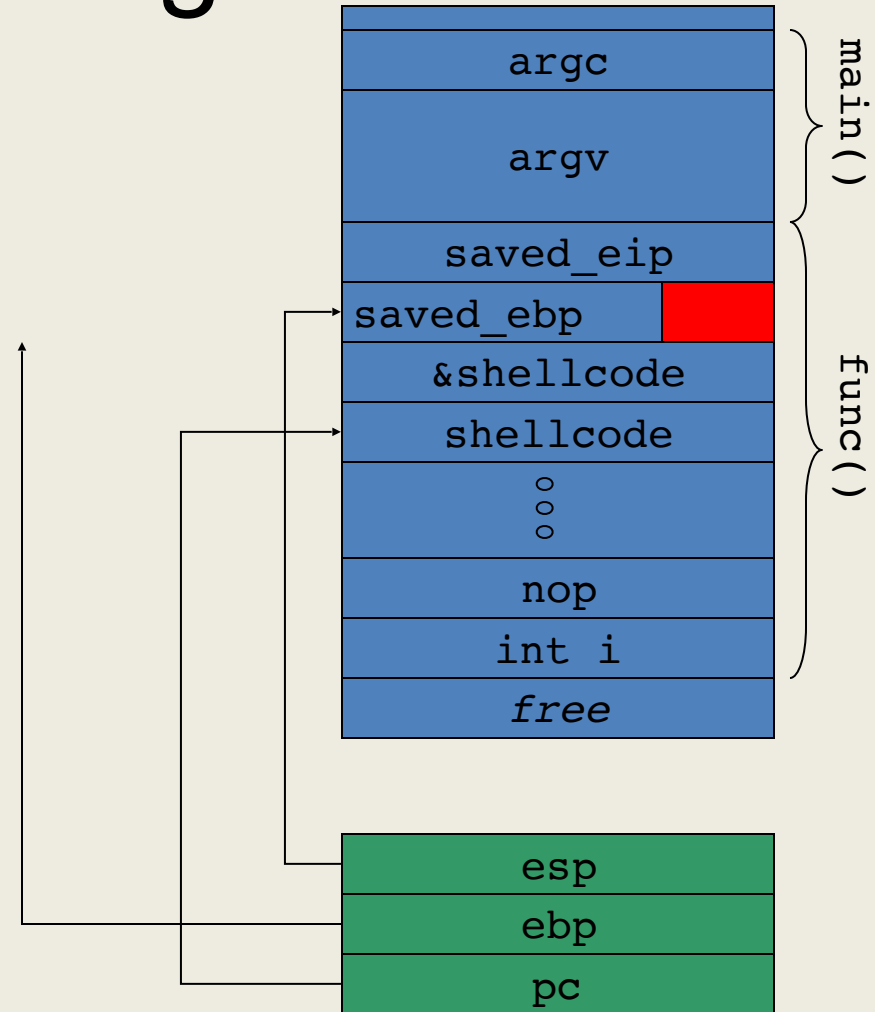 g
argc
argv
main()
saved_eip
saved_ebp
&shellcode
shellcode
func()
nop
int i
free
esp
ebp
pc